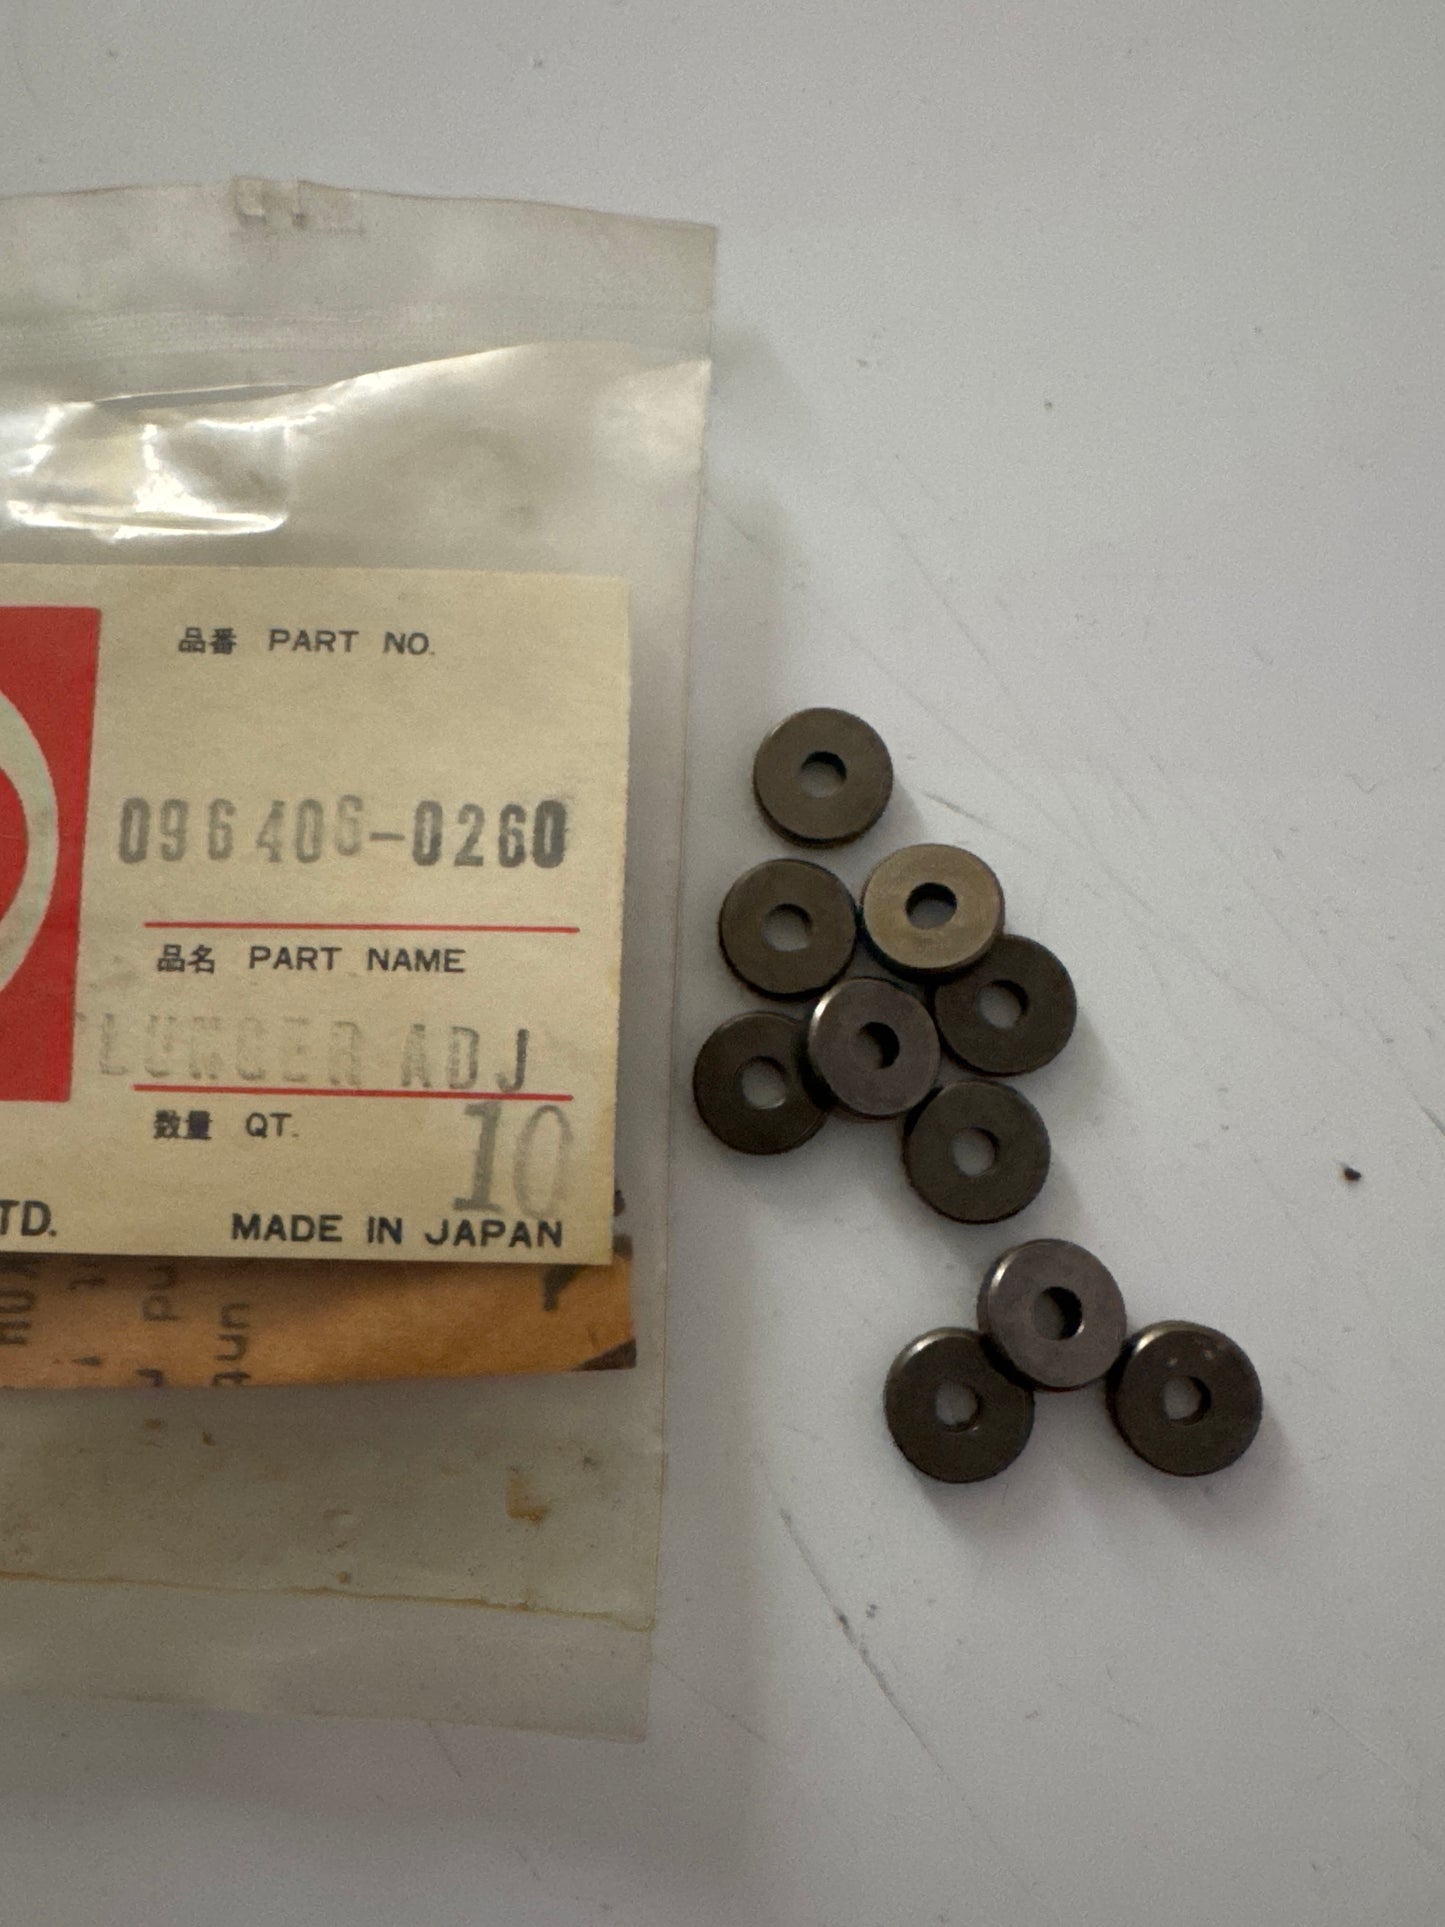 品番 PART NO.
096406-0260
品名 PART NAME
LUNGER ADJ
数量 QT.
10
TD. MADE IN JAPAN